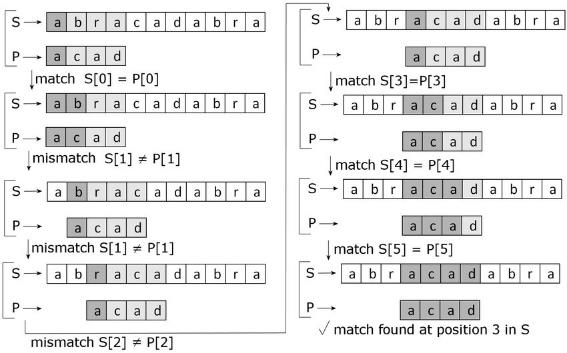 S a b r a c a d a b r a
P a c a d
match S[0] = P[0]
S a b r a c a d a b r a
P a c a d
mismatch S[1] ≠ P[1]
S a b r a c a d a b r a
P a c a d
mismatch S[1] ≠ P[1]
S a b r a c a d a b r a
P a c a d
mismatch S[2] ≠ P[2]
S a b r a c a d a b r a
P a c a d
match S[3]=P[3]
S a b r a c a d a b r a
P a c a d
match S[4] = P[4]
S a b r a c a d a b r a
P a c a d
match S[5] = P[5]
S a b r a c a d a b r a
P a c a d
✓ match found at position 3 in S